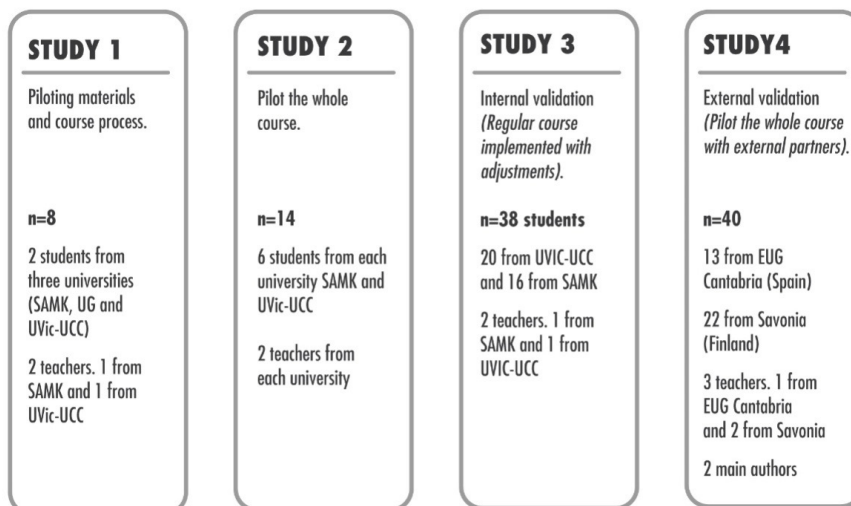 STUDY 1
Piloting materials
and course process.
n=8
2 students from
three universities
(SAMK, UG and
UVic-UCC)
2 teachers. 1 from
SAMK and 1 from
UVic-UCC
STUDY 2
Pilot the whole
course.
n=14
6 students from each
university SAMK and
UVic-UCC
2 teachers from
each university
STUDY 3
Internal validation
(Regular course
implemented with
adjustments).
n=38 students
20 from UVIC-UCC
and 16 from SAMK
2 teachers. 1 from
SAMK and 1 from
UVIC-UCC
STUDY4
External validation
(Pilot the whole course
with external partners).
n=40
13 from EUG
Cantabria (Spain)
22 from Savonia
(Finland)
3 teachers. 1 from
EUG Cantabria
and 2 from Savonia
2 main authors